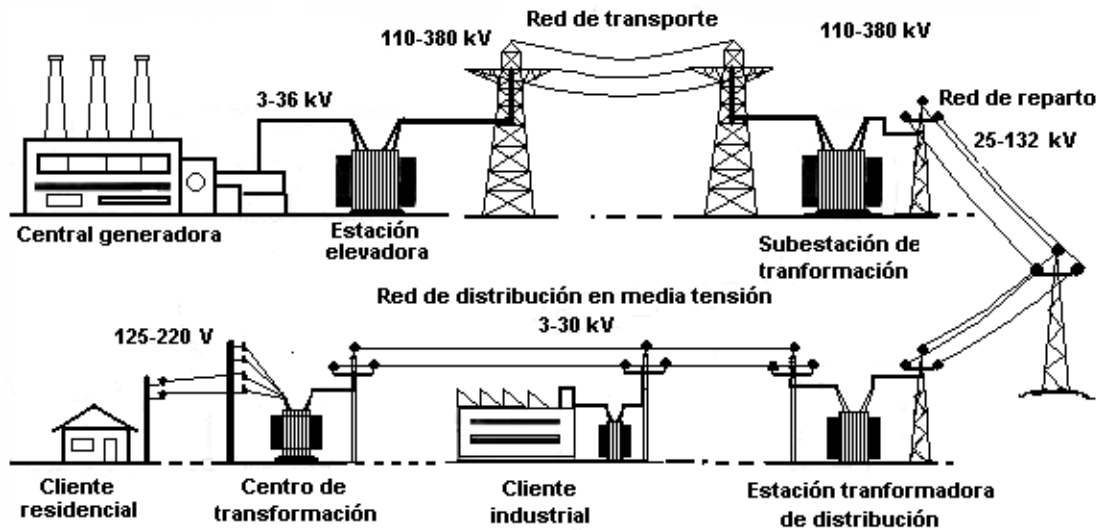 Red de transporte
110-380 kV
110-380 kV
3-36 kV
Red de reparto
25-132 kV
Central generadora
Estación
elevadora
Subestación de
tranformación
Red de distribución en media tensión
3-30 kV
125-220 V
Cliente
residencial
Centro de
transformación
Cliente
industrial
Estación tranformadora
de distribución